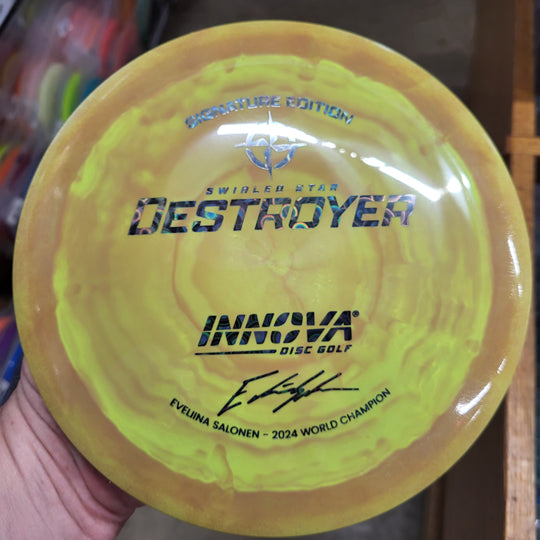 SIGNATURE EDITION
SWIRLED STAR
DESTROYER
INNOVA®
DISC GOLF
EVELIINA SALONEN - 2024 WORLD CHAMPION